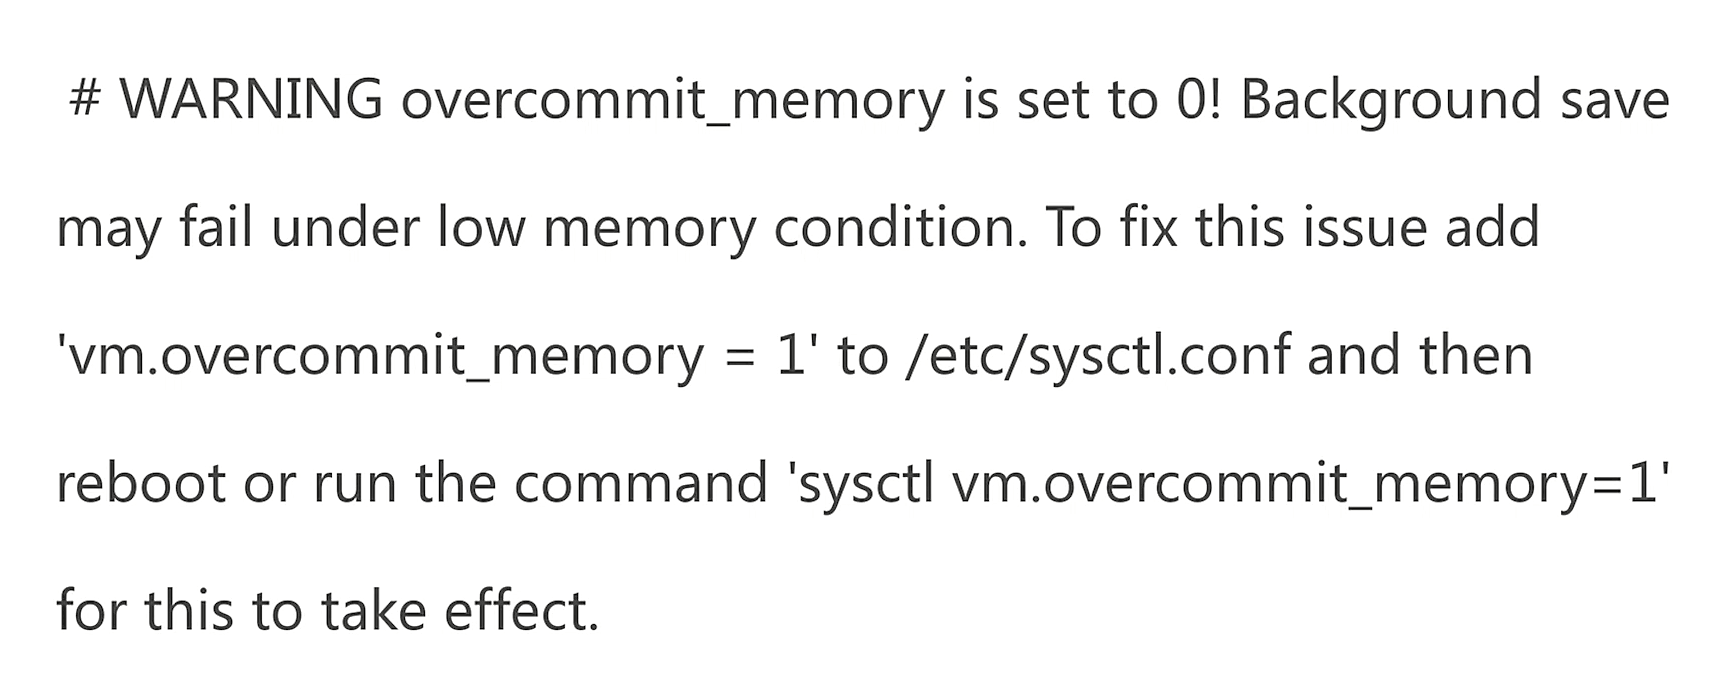 # WARNING overcommit_memory is set to 0! Background save
may fail under low memory condition. To fix this issue add
'vm.overcommit_memory = 1' to /etc/sysctl.conf and then
reboot or run the command 'sysctl vm.overcommit_memory=1'
for this to take effect.